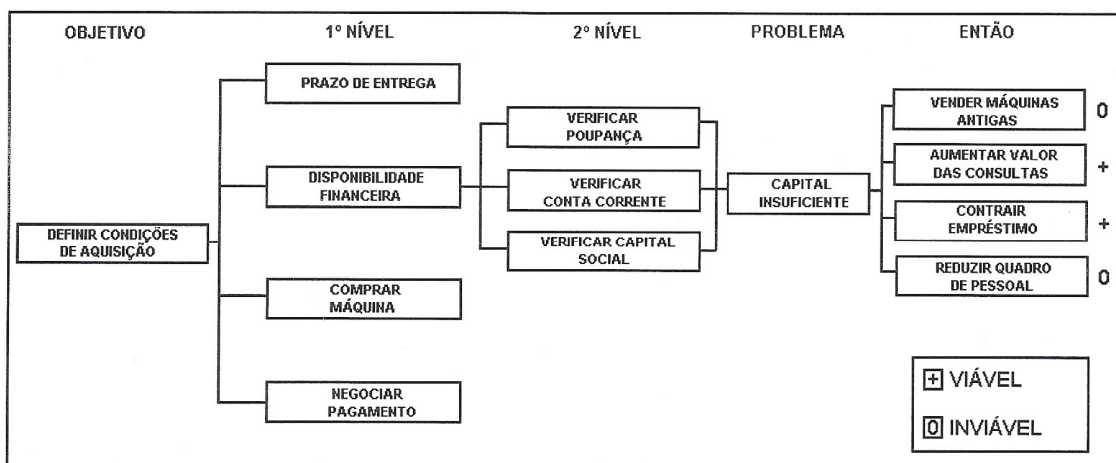 OBJETIVO
1º NÍVEL
2º NÍVEL
PROBLEMA
ENTÃO
DEFINIR CONDIÇÕES
DE AQUISIÇÃO
PRAZO DE ENTREGA
DISPONIBILIDADE
FINANCEIRA
COMPRAR
MÁQUINA
NEGOCIAR
PAGAMENTO
VERIFICAR
POUPANÇA
VERIFICAR
CONTA CORRENTE
VERIFICAR CAPITAL
SOCIAL
CAPITAL
INSUFICIENTE
VENDER MÁQUINAS
ANTIGAS
0
AUMENTAR VALOR
DAS CONSULTAS
+
CONTRAIR
EMPRÉSTIMO
+
REDUZIR QUADRO
DE PESSOAL
0
+ VIÁVEL
0 INVIÁVEL